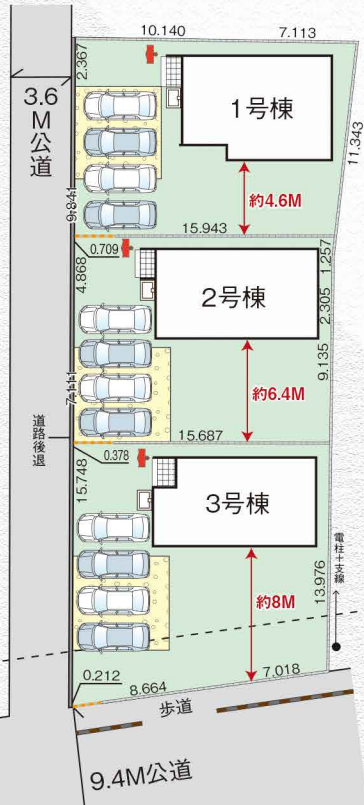 10.140
7.113
2.367
3.6
M
公
道
1号棟
11.343
9.841
約4.6M
15.943
0.709
4.868
1.257
2号棟
2.305
9.135
7.111
約6.4M
道路後退
15.687
0.378
15.748
3号棟
電柱+支線
約8M
13.976
0.212
8.664
7.018
歩道
9.4M公道